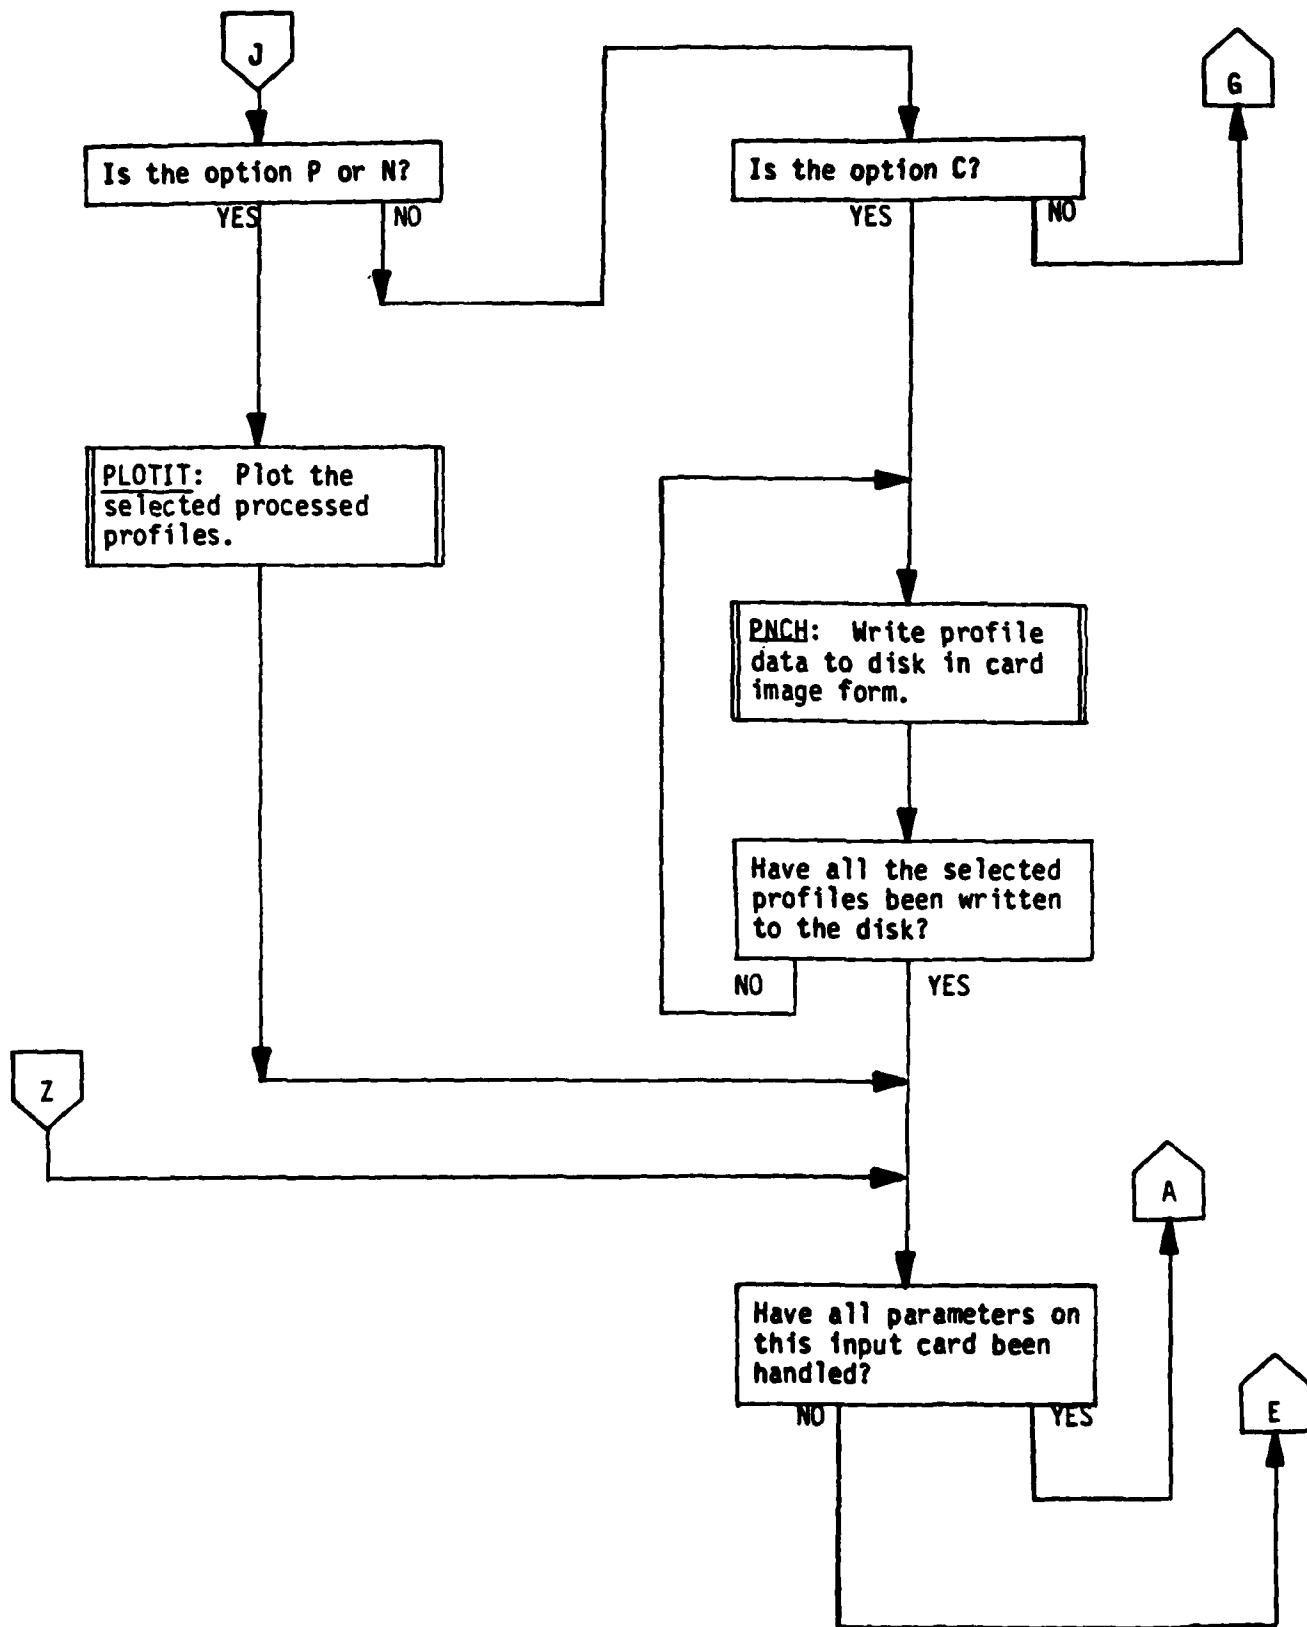 J
G
Is the option P or N?
YES
NO
Is the option C?
YES
NO
PLOTIT: Plot the
selected processed
profiles.
PNCH: Write profile
data to disk in card
image form.
Have all the selected
profiles been written
to the disk?
NO
YES
Z
A
Have all parameters on
this input card been
handled?
NO
YES
E